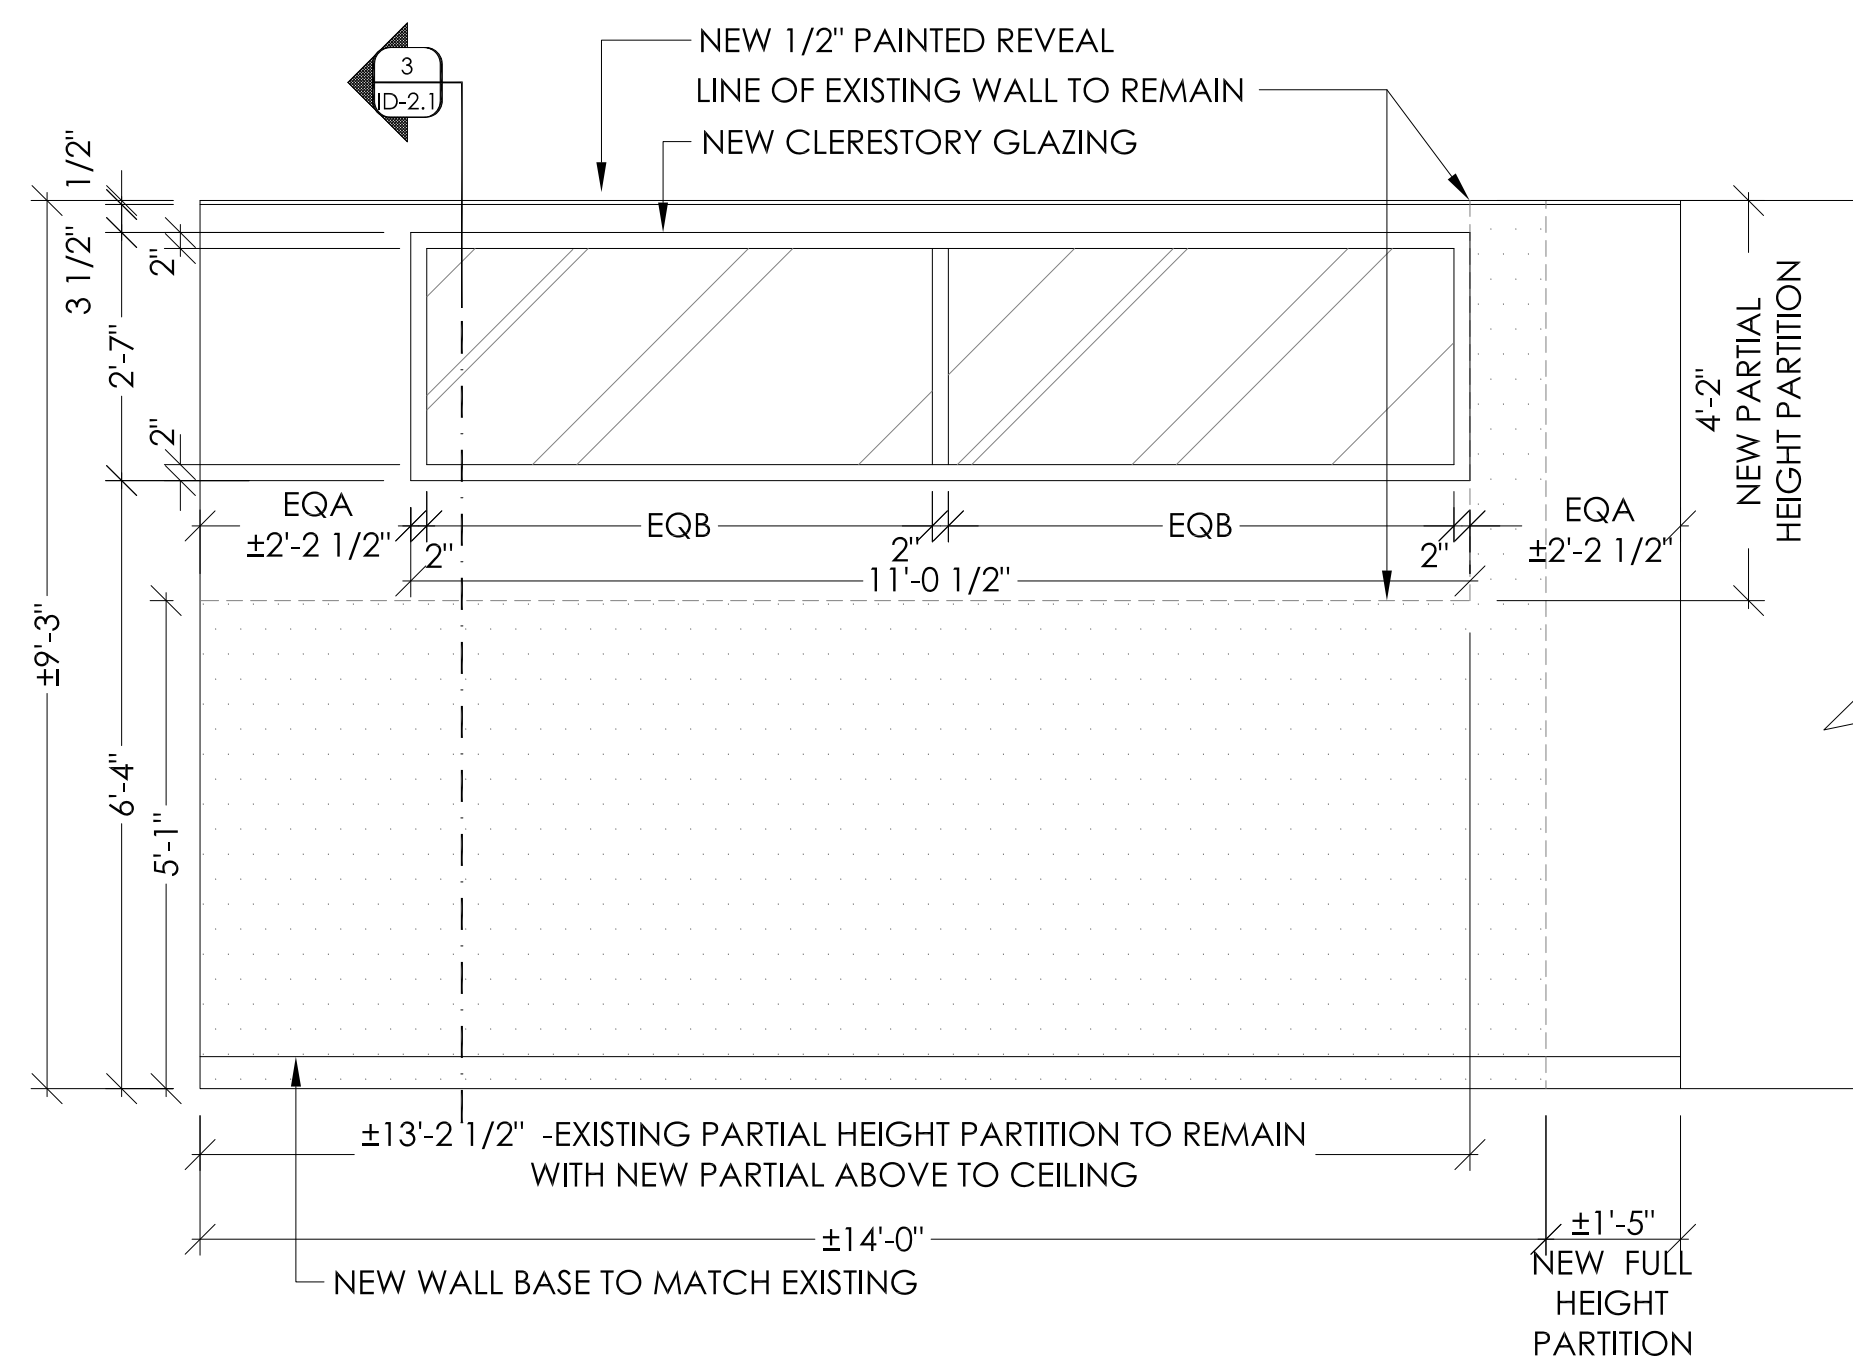 3
ID-2.1
NEW 1/2" PAINTED REVEAL
LINE OF EXISTING WALL TO REMAIN
NEW CLERESTORY GLAZING
1/2"
3 1/2"
2"
2'-7"
2"
±9'-3"
6'-4"
5'-1"
EQA
±2'-2 1/2"
2"
EQB
2"
EQB
2"
EQA
±2'-2 1/2"
11'-0 1/2"
4'-2"
NEW PARTIAL
HEIGHT PARTITION
±13'-2 1/2" -EXISTING PARTIAL HEIGHT PARTITION TO REMAIN
WITH NEW PARTIAL ABOVE TO CEILING
±14'-0"
±1'-5"
NEW FULL
HEIGHT
PARTITION
NEW WALL BASE TO MATCH EXISTING